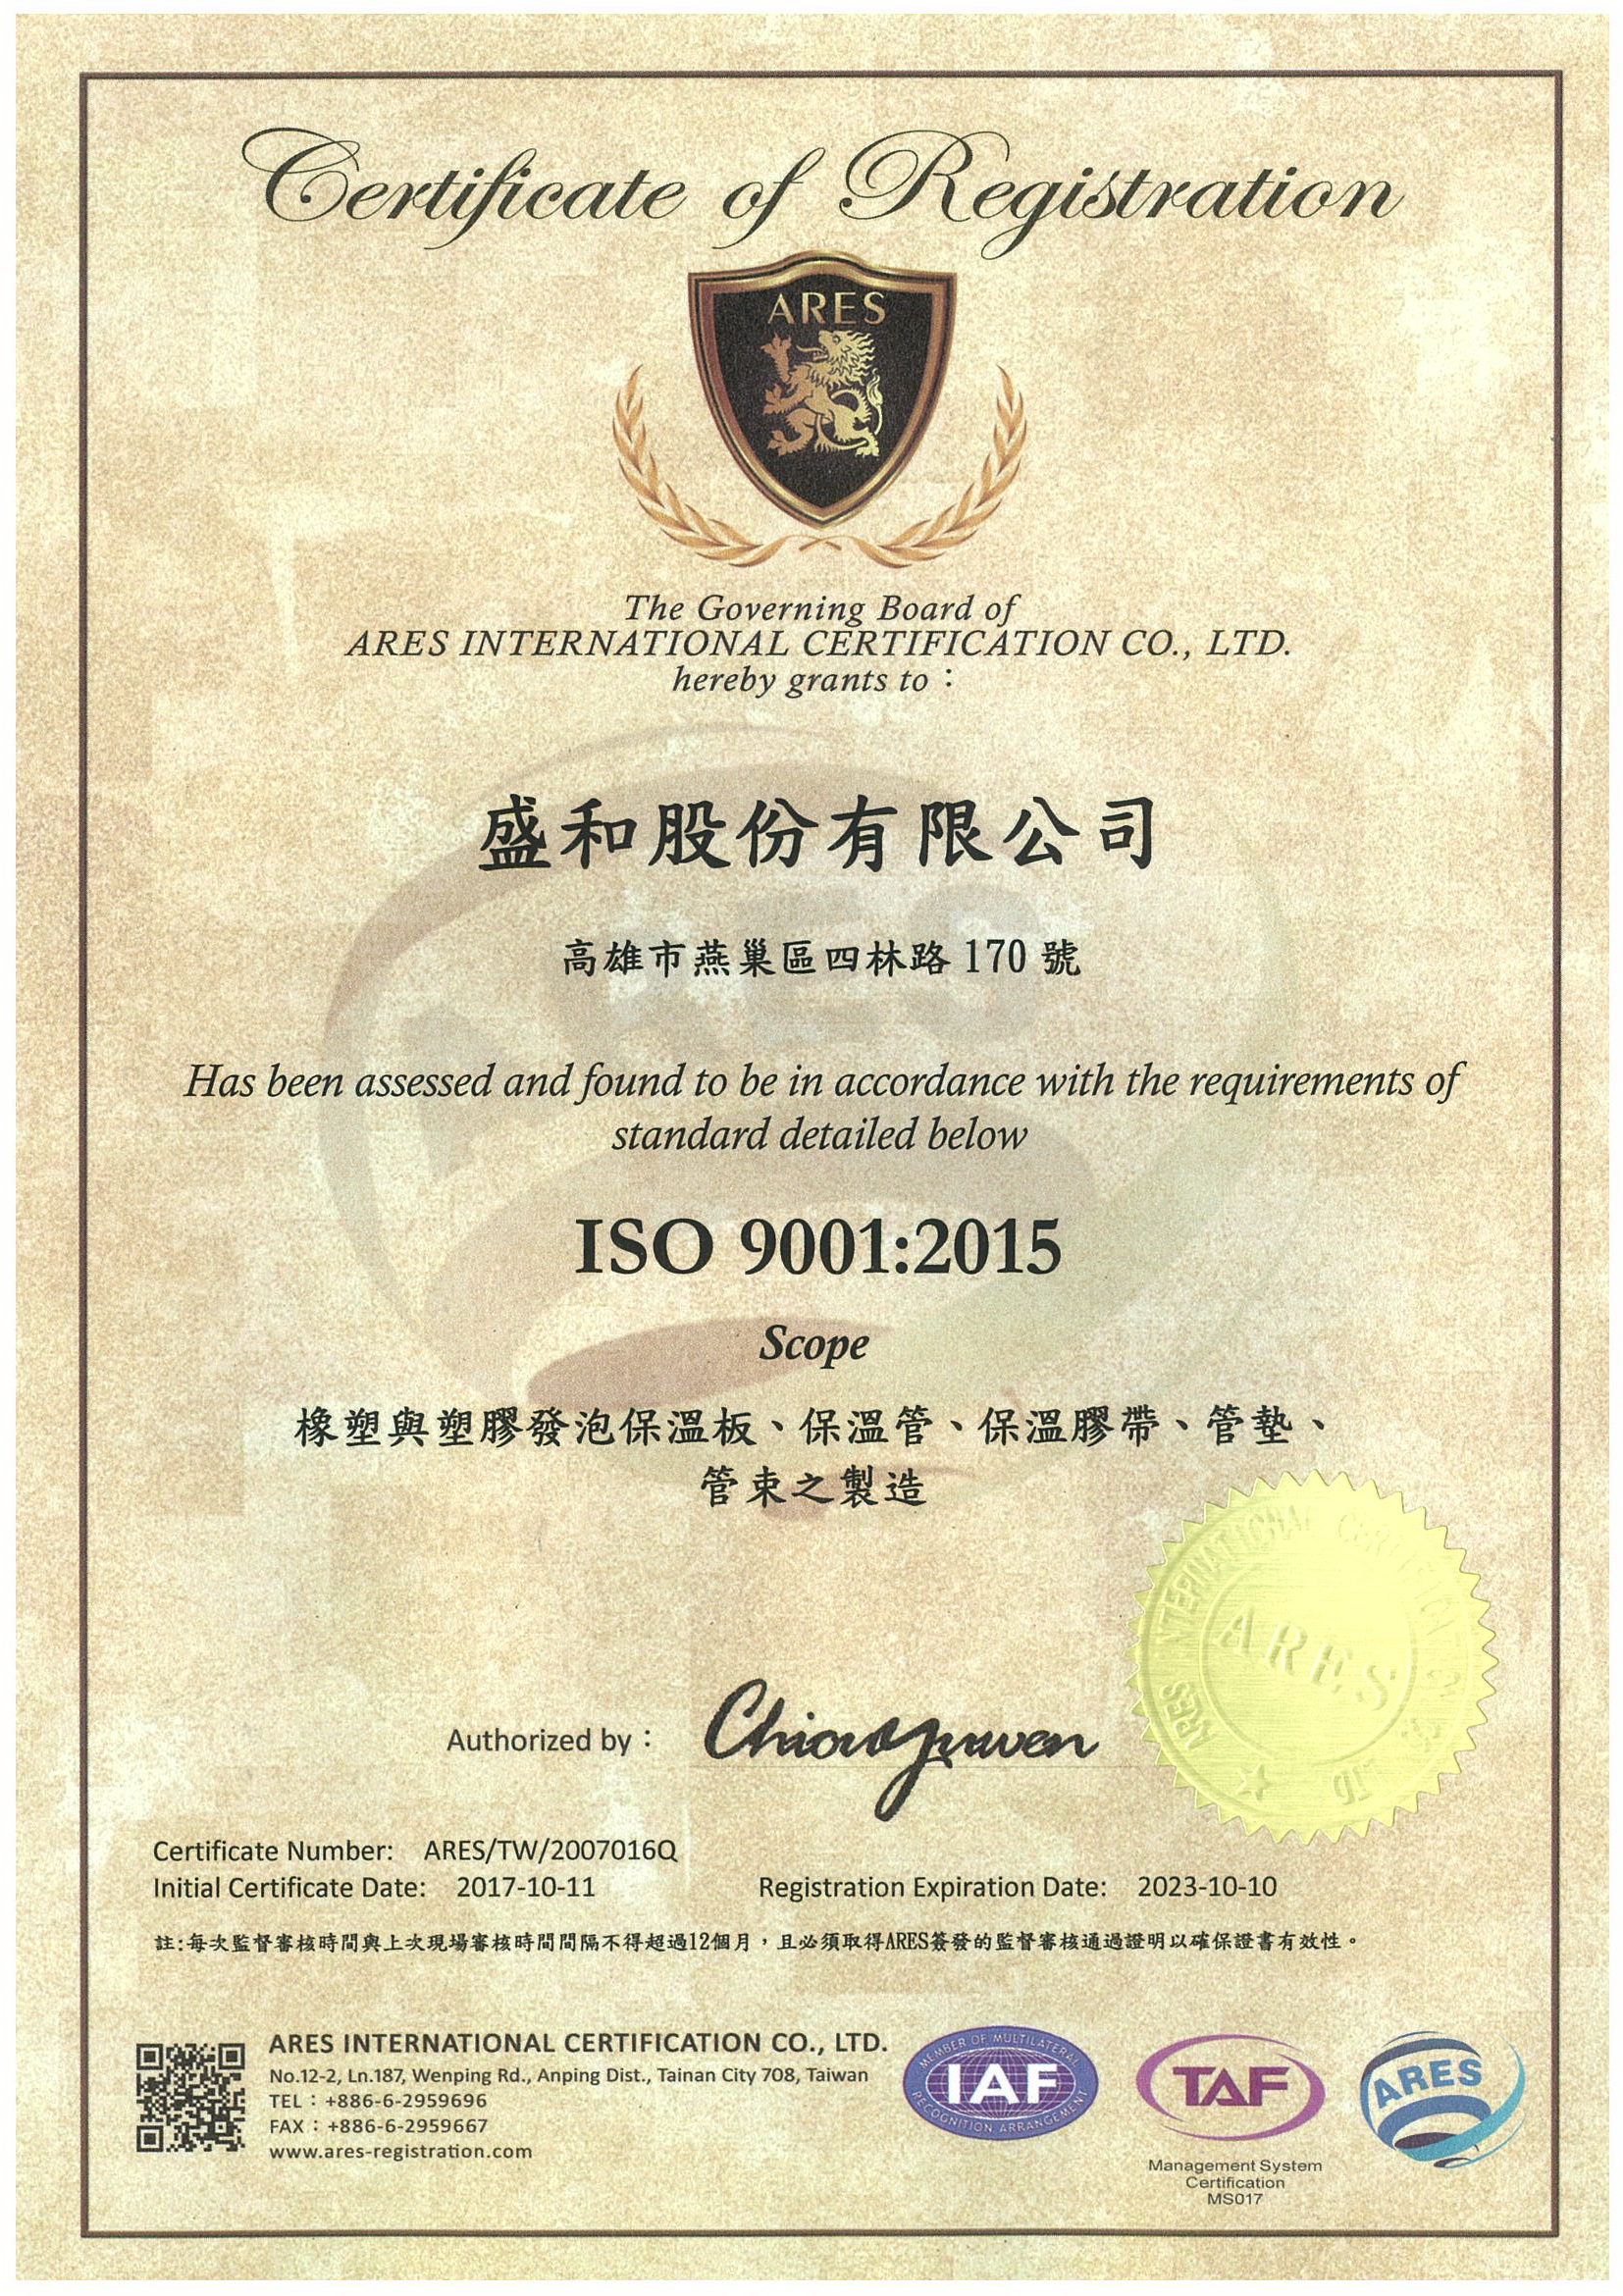 Certificate of Registration
ARES
The Governing Board of
ARES INTERNATIONAL CERTIFICATION CO., LTD.
hereby grants to：
盛和股份有限公司
高雄市燕巢區四林路 170 號
Has been assessed and found to be in accordance with the requirements of
standard detailed below
ISO 9001:2015
Scope
橡塑與塑膠發泡保溫板、保溫管、保溫膠帶、管墊、
管束之製造
ARES
Authorized by：
Certificate Number: ARES/TW/2007016Q
Initial Certificate Date: 2017-10-11 Registration Expiration Date: 2023-10-10
註:每次監督審核時間與上次現場審核時間間隔不得超過12個月，且必須取得ARES簽發的監督審核通過證明以確保證書有效性。
ARES INTERNATIONAL CERTIFICATION CO., LTD.
No.12-2, Ln.187, Wenping Rd., Anping Dist., Tainan City 708, Taiwan
TEL：+886-6-2959696
FAX：+886-6-2959667
www.ares-registration.com
MEMBER OF MULTILATERAL
IAF
RECOGNITION ARRANGEMENT
TAF
Management System
Certification
MS017
ARES